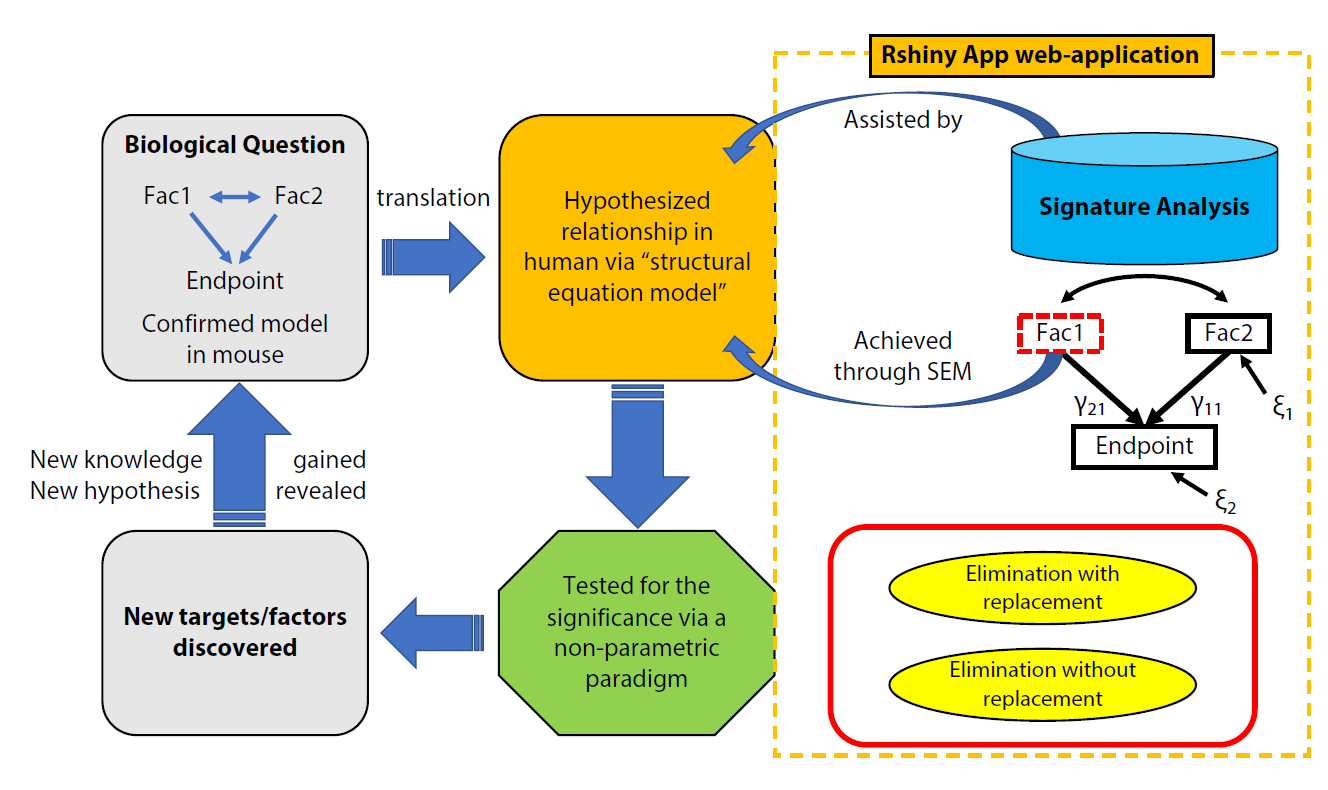 Rshiny App web-application
Biological Question
Fac1
Fac2
Endpoint
Confirmed model
in mouse
translation
Hypothesized
relationship in
human via “structural
equation model”
Assisted by
Signature Analysis
Achieved
through SEM
Fac1
Fac2
γ21
γ11
ξ1
Endpoint
ξ2
New knowledge gained
New hypothesis revealed
New targets/factors
discovered
Tested for the
significance via a
non-parametric
paradigm
Elimination with
replacement
Elimination without
replacement